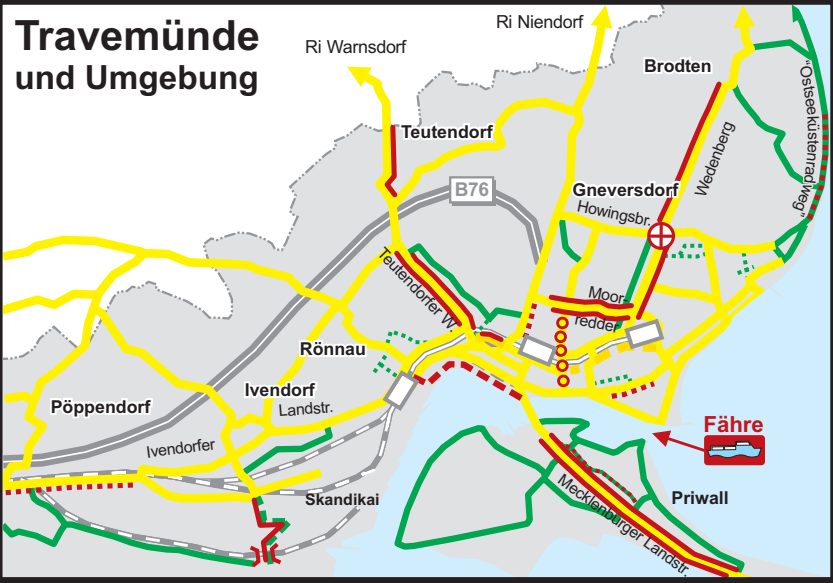 Travemünde
und Umgebung
Ri Warnsdorf
Ri Niendorf
Brodten
"Ostseeküstenradweg"
Teutendorf
Wedenberg
B76
Gneversdorf
Howingsbr.
Teutendorfer W.
Moor-
redder
Rönnau
Ivendorf
Landstr.
Pöppendorf
Ivendorfer
Fähre
Skandikai
Mecklenburger Landstr.
Priwall